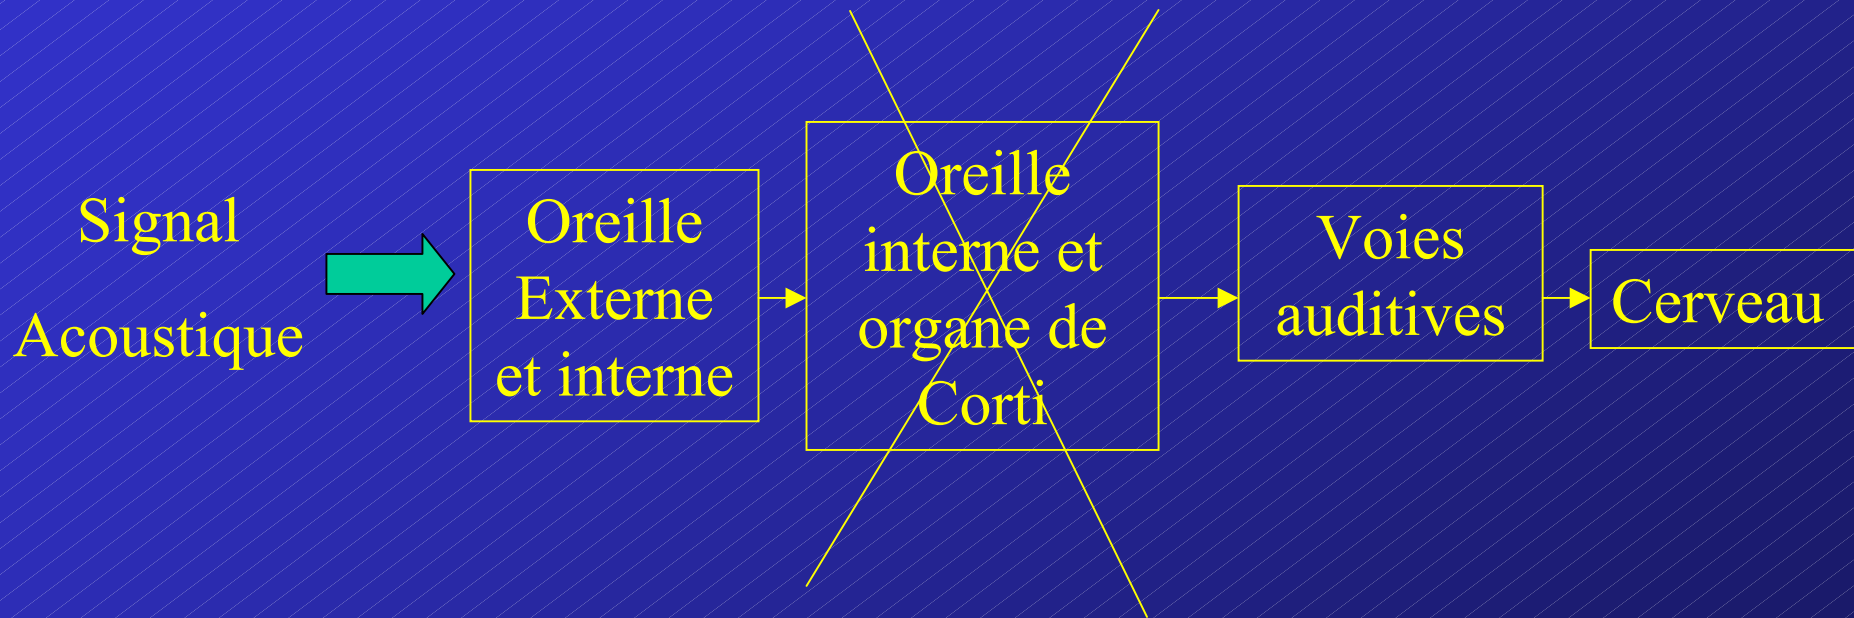 Signal
Acoustique
Oreille
Externe
et interne
Oreille
interne et
organe de
Corti
Voies
auditives
Cerveau